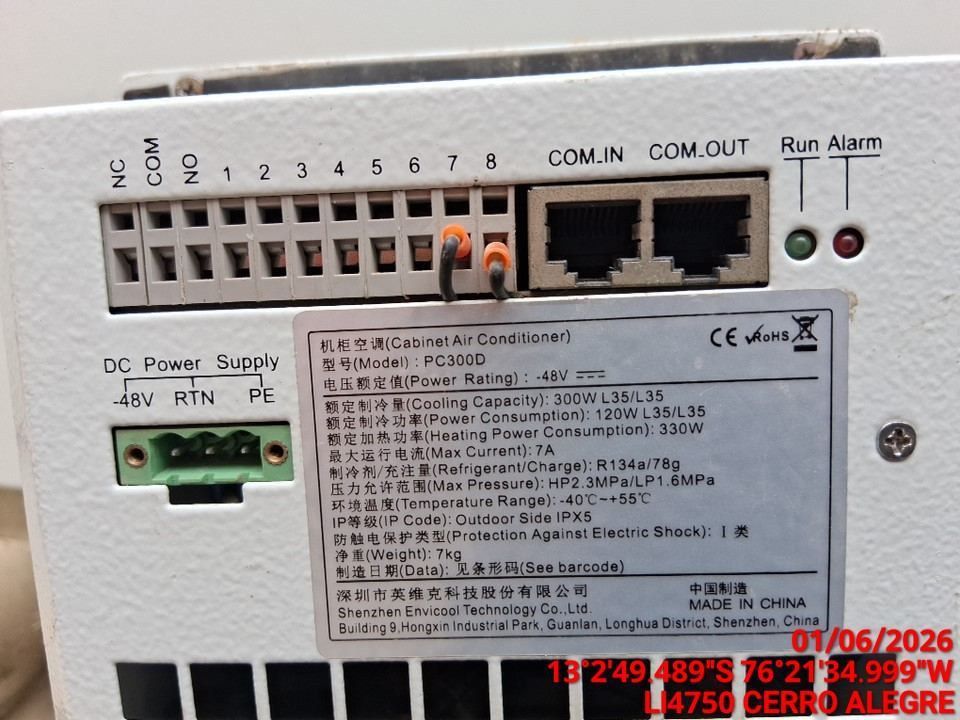 NC COM NO 1 2 3 4 5 6 7 8 COM_IN COM_OUT Run Alarm
DC Power Supply
-48V RTN PE
机柜空调(Cabinet Air Conditioner)
CE RoHS
型号(Model) : PC300D
电压额定值(Power Rating) : -48V
额定制冷量(Cooling Capacity): 300W L35/L35
额定制冷功率(Power Consumption): 120W L35/L35
额定加热功率(Heating Power Consumption): 330W
最大运行电流(Max Current): 7A
制冷剂/充注量(Refrigerant/Charge): R134a/78g
压力允许范围(Max Pressure): HP2.3MPa/LP1.6MPa
环境温度(Temperature Range): -40℃~+55℃
IP等级(IP Code): Outdoor Side IPX5
防触电保护类型(Protection Against Electric Shock): I 类
净重(Weight): 7kg
制造日期(Data): 见条形码(See barcode)
深圳市英维克科技股份有限公司
Shenzhen Envicool Technology Co.,Ltd.
中国制造
MADE IN CHINA
Building 9,Hongxin Industrial Park, Guanlan, Longhua District, Shenzhen, China
01/06/2026
13°2'49.489"S 76°21'34.999"W
LI4750 CERRO ALEGRE